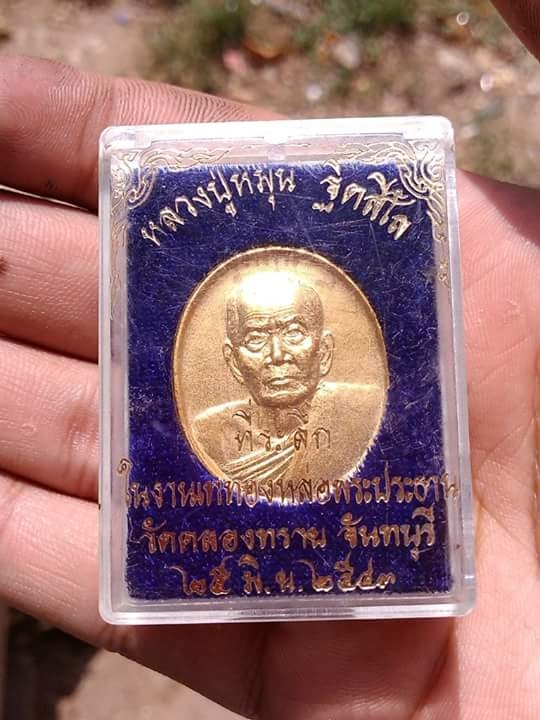 หลวงปู่หมุน ฐิตสีโล
ที่ระลึก
ในงานเททองหล่อพระประธาน
วัดคลองทราย จันทบุรี
๒๕ มิ.ย. ๒๕๔๓